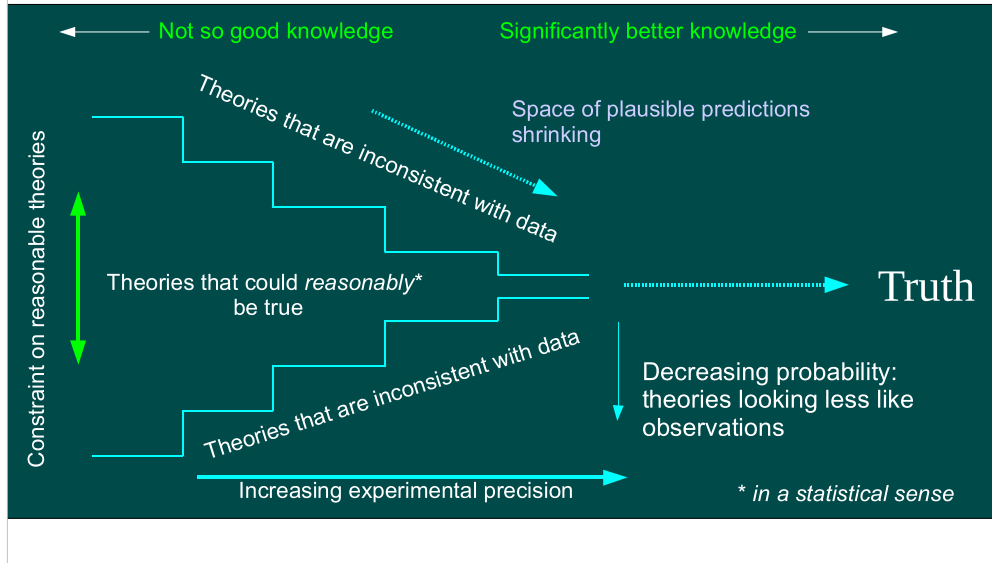 Not so good knowledge
Significantly better knowledge
Theories that are inconsistent with data
Space of plausible predictions
shrinking
Constraint on reasonable theories
Theories that could reasonably*
be true
Truth
Theories that are inconsistent with data
Decreasing probability:
theories looking less like
observations
Increasing experimental precision
* in a statistical sense